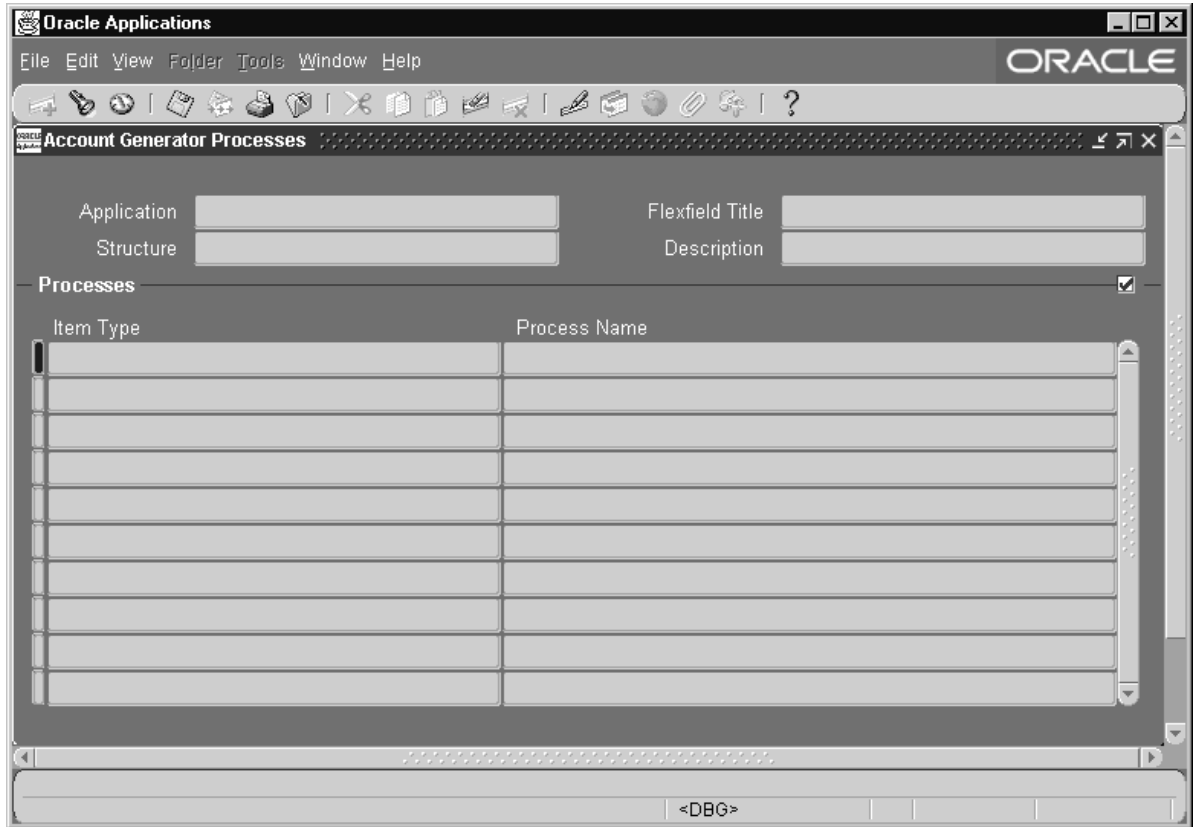 Oracle Applications
File Edit View Folder Tools Window Help
ORACLE
?
Account Generator Processes
Application
Flexfield Title
Structure
Description
Processes
Item Type
Process Name
<DBG>